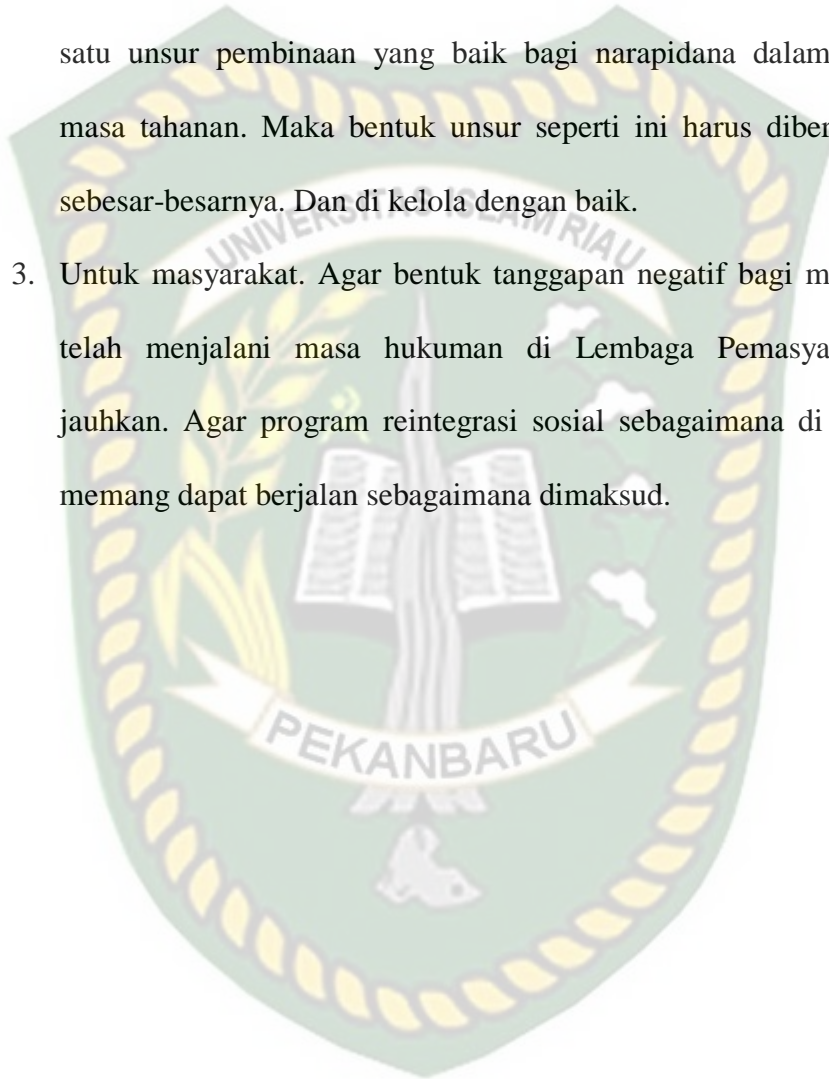 satu unsur pembinaan yang baik bagi narapidana dalam
masa tahanan. Maka bentuk unsur seperti ini harus diber
sebesar-besarnya. Dan di kelola dengan baik.
UNIVERSITAS ISLAM RIAU
3. Untuk masyarakat. Agar bentuk tanggapan negatif bagi m
telah menjalani masa hukuman di Lembaga Pemasya
jauhkan. Agar program reintegrasi sosial sebagaimana di
memang dapat berjalan sebagaimana dimaksud.
PEKANBARU